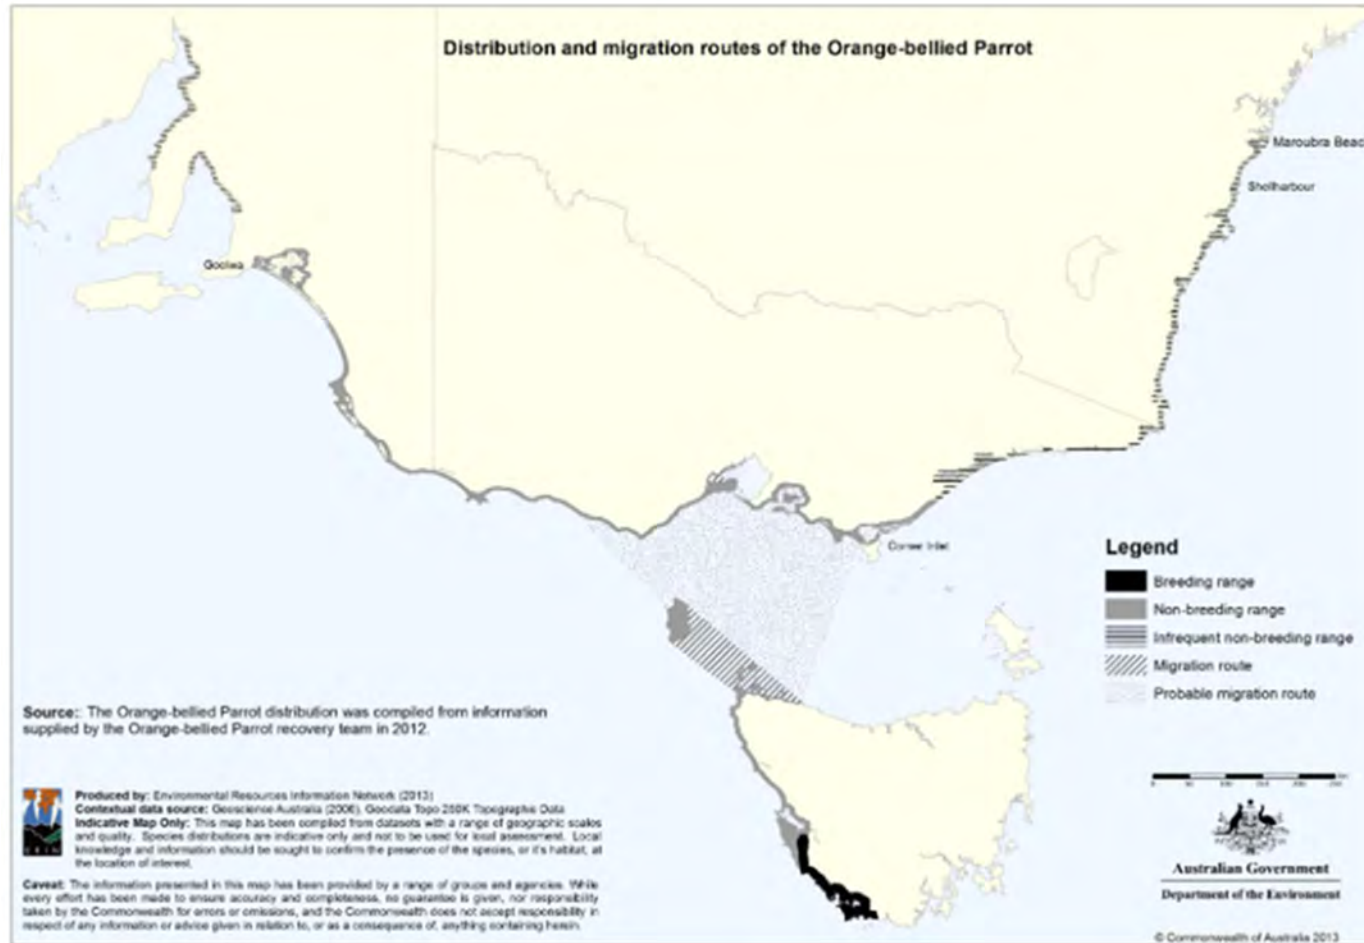 Distribution and migration routes of the Orange-bellied Parrot
Maroubra Beac
Shellharbour
Goolwa
Corner Inlet
Legend
Breeding range
Non-breeding range
Infrequent non-breeding range
Migration route
Probable migration route
Source: The Orange-bellied Parrot distribution was compiled from information
supplied by the Orange-bellied Parrot recovery team in 2012.
Produced by: Environmental Resources Information Network (2013)
Contextual data source: Geoscience Australia (2006), Geodata Topo 250K Topographic Data
Indicative Map Only: This map has been compiled from datasets with a range of geographic scales
and quality. Species distributions are indicative only and not to be used for local assessment. Local
knowledge and information should be sought to confirm the presence of the species, or it's habitat, at
the location of interest.
Caveat: The information presented in this map has been provided by a range of groups and agencies. While
every effort has been made to ensure accuracy and completeness, no guarantee is given, nor responsibility
taken by the Commonwealth for errors or omissions, and the Commonwealth does not accept responsibility in
respect of any information or advice given in relation to, or as a consequence of, anything containing herein.
Australian Government
Department of the Environment
© Commonwealth of Australia 2013